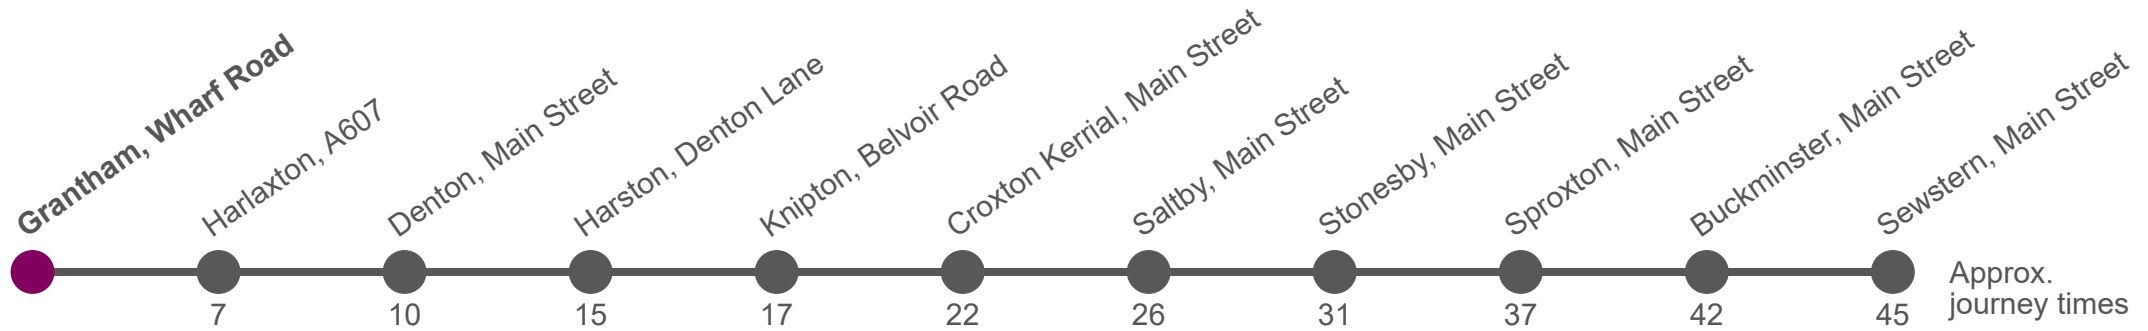 Grantham, Wharf Road
Harlaxton, A607
Denton, Main Street
Harston, Denton Lane
Knipton, Belvoir Road
Croxton Kerrial, Main Street
Saltby, Main Street
Stonesby, Main Street
Sproxton, Main Street
Buckminster, Main Street
Sewstern, Main Street
7
10
15
17
22
26
31
37
42
45
Approx.
journey times